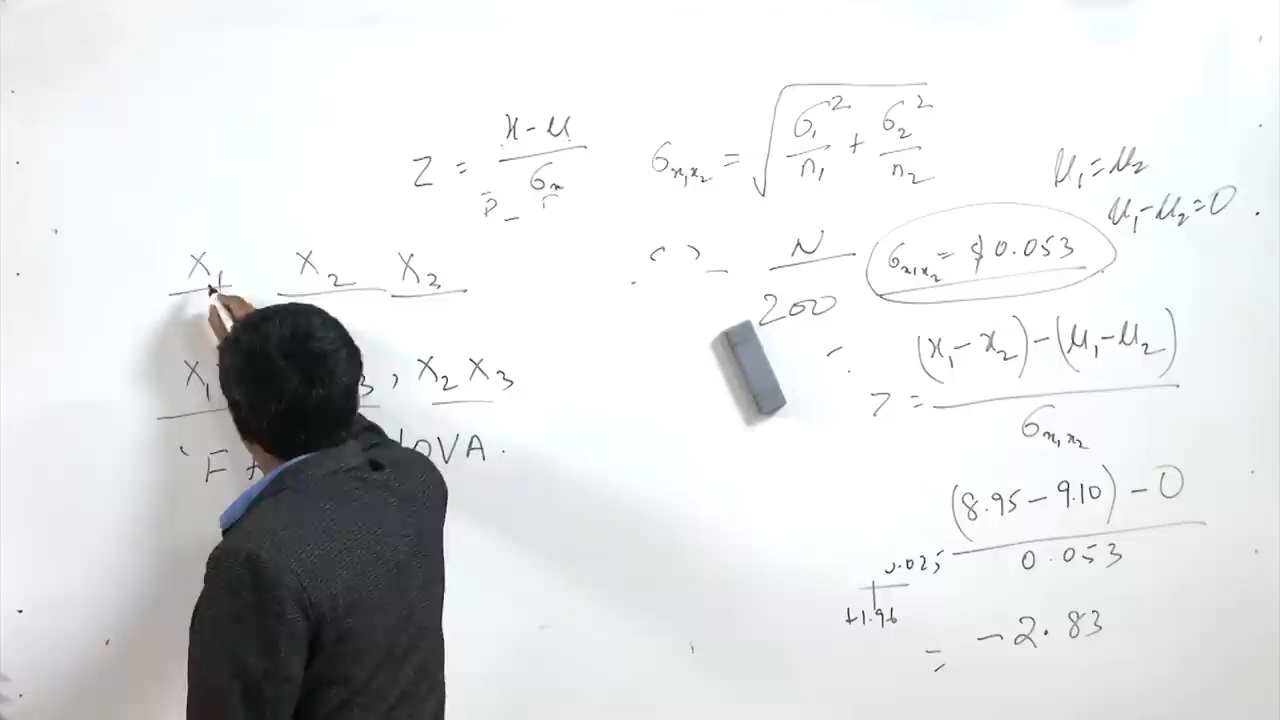 Z = x - μ / σx
σx₁x₂ = √ σ₁² / n₁ + σ₂² / n₂
μ₁ = μ₂
μ₁ - μ₂ = 0
X₁ X₂ X₃
N / 200
σx₁x₂ = $0.053
z = (x₁ - x₂) - (μ₁ - μ₂) / σx₁x₂
X₁ 3, X₂ X₃
'F A OVA.
(8.95 - 9.10) - 0 / 0.053
0.025
±1.96
= -2.83